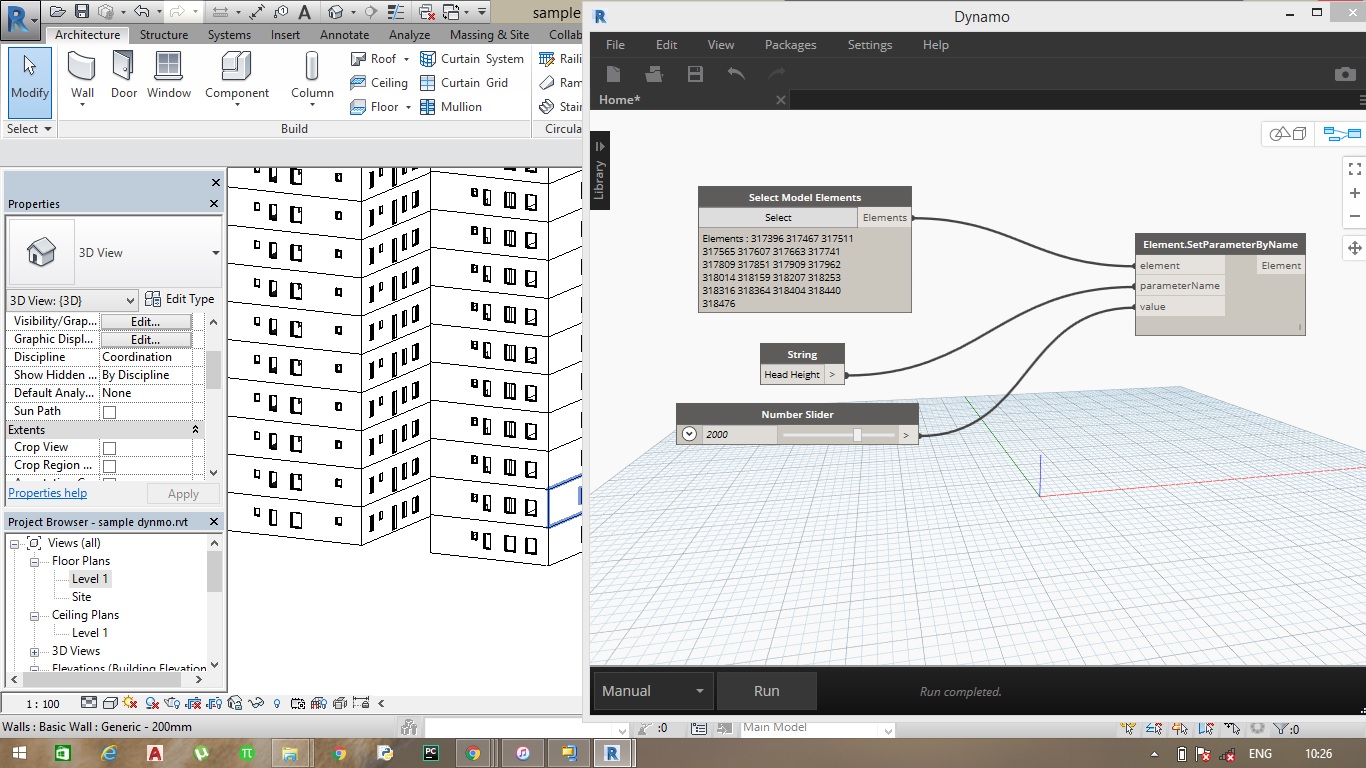 sample
Architecture Structure Systems Insert Annotate Analyze Massing & Site Collab
Modify
Wall
Door
Window
Component
Column
Roof
Ceiling
Floor
Curtain System
Curtain Grid
Mullion
Raili
Ram
Stair
Select
Build
Circula
Properties
3D View
3D View: {3D}
Edit Type
Visibility/Grap... Edit...
Graphic Displ... Edit...
Discipline Coordination
Show Hidden ... By Discipline
Default Analy... None
Sun Path
Extents
Crop View
Crop Region ...
Properties help
Apply
Project Browser - sample dynmo.rvt
Views (all)
Floor Plans
Level 1
Site
Ceiling Plans
Level 1
3D Views
Elevations (Building Elevation
1 : 100
Walls : Basic Wall : Generic - 200mm
:0
Main Model
:0
Dynamo
File Edit View Packages Settings Help
Home*
Library
Select Model Elements
Select
Elements
Elements : 317396 317467 317511
317565 317607 317663 317741
317809 317851 317909 317962
318014 318159 318207 318253
318316 318364 318404 318440
318476
String
Head Height >
Number Slider
2000 >
Element.SetParameterByName
element Element
parameterName
value
Manual
Run
Run completed.
ENG
10:26